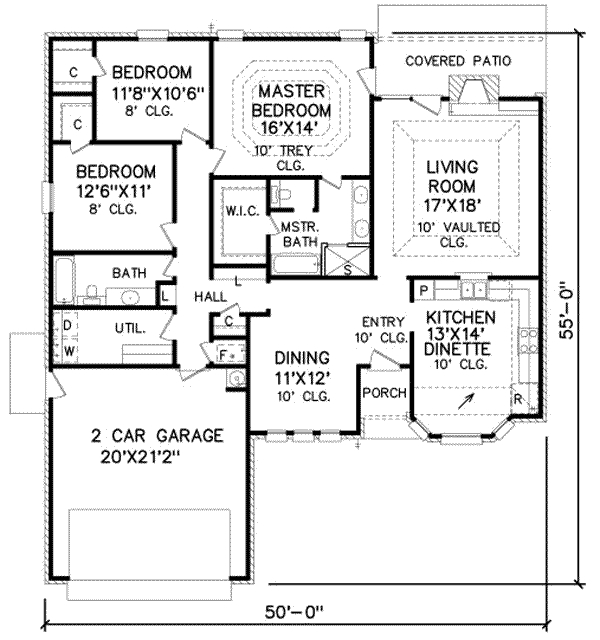 COVERED PATIO
C
BEDROOM
11'8"X10'6"
8' CLG.
MASTER
BEDROOM
16'X14'
10' TREY
CLG.
C
BEDROOM
12'6"X11'
8' CLG.
LIVING
ROOM
17'X18'
10' VAULTED
CLG.
W.I.C.
MSTR.
BATH
S
BATH
L
HALL
L
P
D
W
UTIL.
C
F
ENTRY
10' CLG.
KITCHEN
13'X14'
DINETTE
10' CLG.
DINING
11'X12'
10' CLG.
PORCH
R
2 CAR GARAGE
20'X21'2"
55'-0"
50'-0"